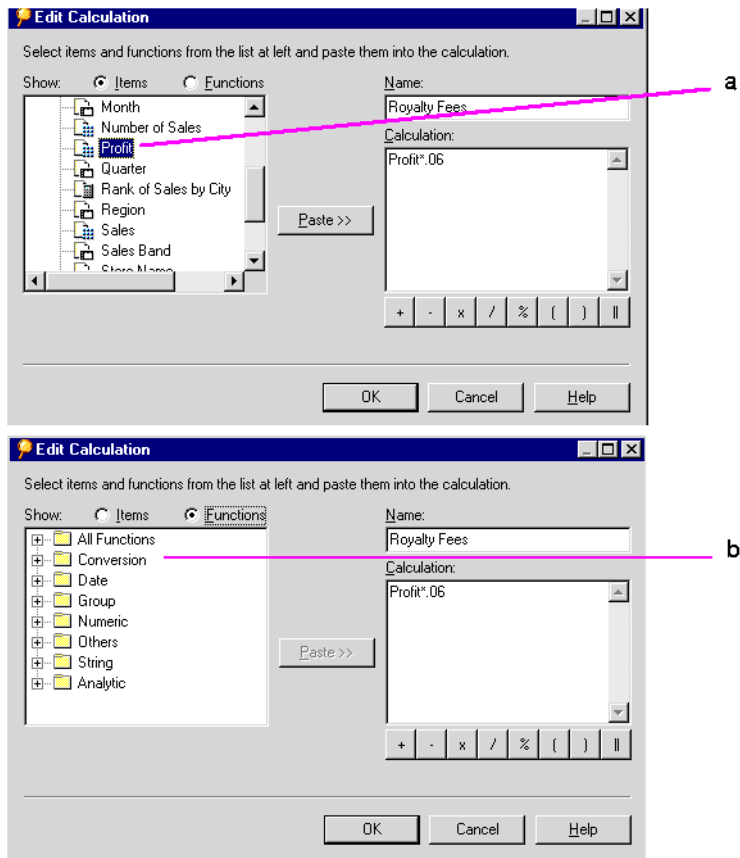 Edit Calculation
Select items and functions from the list at left and paste them into the calculation.
Show: Items Functions Name:
a
Month
Royalty Fees
Number of Sales
Calculation:
Profit
Profit*.06
Quarter
Rank of Sales by City
Region
Paste >>
Sales
Sales Band
Store Name
+ - x / % ( ) ||
OK Cancel Help
Edit Calculation
Select items and functions from the list at left and paste them into the calculation.
Show: Items Functions Name:
All Functions
Royalty Fees
b
Conversion
Calculation:
Date
Profit*.06
Group
Numeric
Others
Paste >>
String
Analytic
+ - x / % ( ) ||
OK Cancel Help